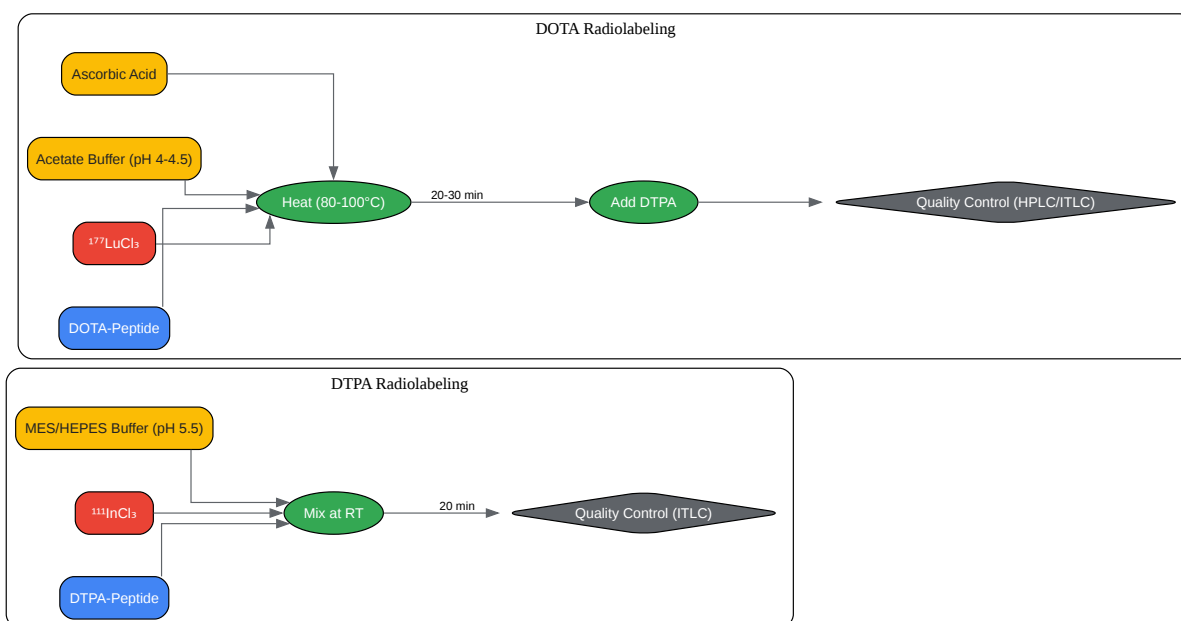 DOTA Radiolabeling
Ascorbic Acid
Acetate Buffer (pH 4-4.5)
Heat (80-100°C)
20-30 min
Add DTPA
Quality Control (HPLC/ITLC)
¹⁷⁷LuCl₃
DOTA-Peptide
DTPA Radiolabeling
MES/HEPES Buffer (pH 5.5)
¹¹¹InCl₃
Mix at RT
20 min
Quality Control (ITLC)
DTPA-Peptide